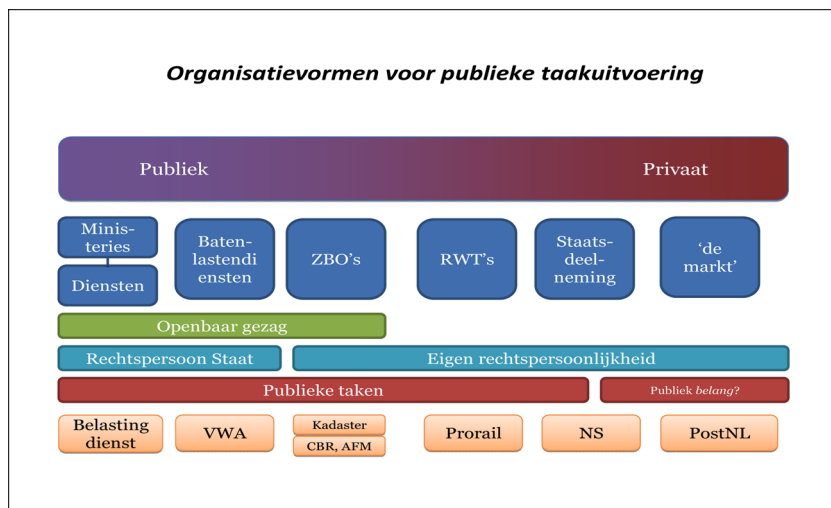 Organisatievormen voor publieke taakuitvoering
Publiek
Privaat
Minis-
teries
Diensten
Baten-
lastendi
ensten
ZBO's
RWT's
Staats-
deel-
neming
'de
markt'
Openbaar gezag
Rechtspersoon Staat
Eigen rechtspersoonlijkheid
Publieke taken
Publiek belang?
Belasting
dienst
VWA
Kadaster
CBR, AFM
Prorail
NS
PostNL